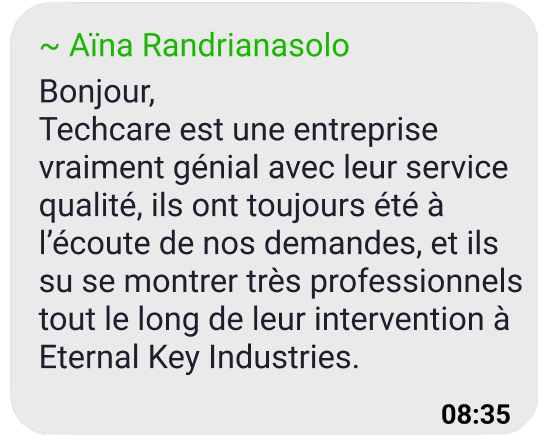 ~ Aïna Randrianasolo
Bonjour,
Techcare est une entreprise
vraiment génial avec leur service
qualité, ils ont toujours été à
l’écoute de nos demandes, et ils
su se montrer très professionnels
tout le long de leur intervention à
Eternal Key Industries.
08:35